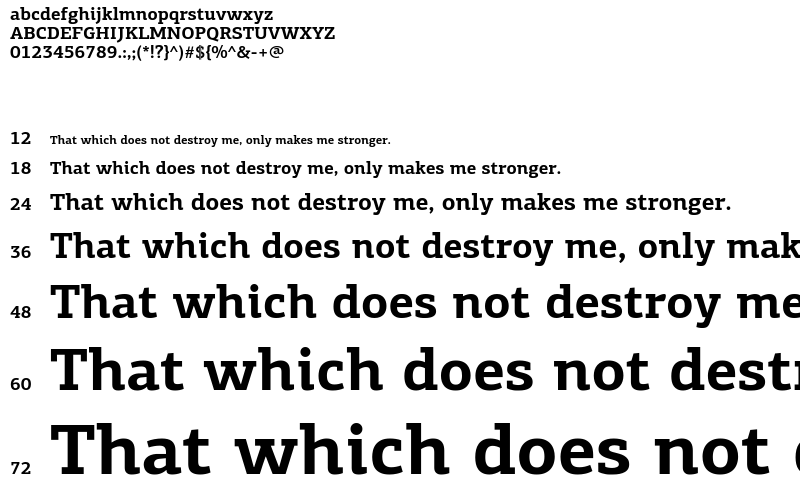 abcdefghijklmnopqrstuvwxyz
ABCDEFGHIJKLMNOPQRSTUVWXYZ
0123456789.:,;(*!?}^)#${%^&-+@
12 That which does not destroy me, only makes me stronger.
18 That which does not destroy me, only makes me stronger.
24 That which does not destroy me, only makes me stronger.
36 That which does not destroy me, only mak
48 That which does not destroy me
60 That which does not destr
72 That which does not d